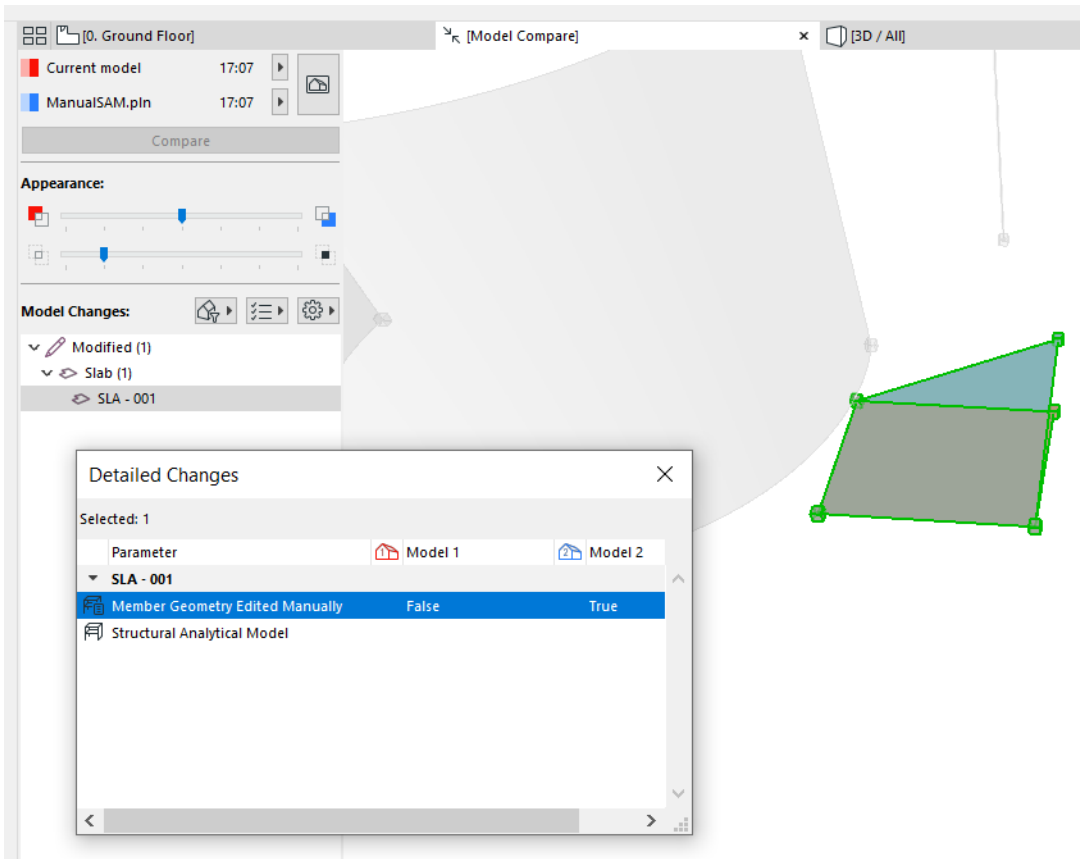 [0. Ground Floor]
[Model Compare]
[3D / All]
Current model 17:07
ManualSAM.pln 17:07
Compare
Appearance:
Model Changes:
Modified (1)
Slab (1)
SLA - 001
Detailed Changes
Selected: 1
Parameter 1 Model 1 2 Model 2
SLA - 001
Member Geometry Edited Manually False True
Structural Analytical Model